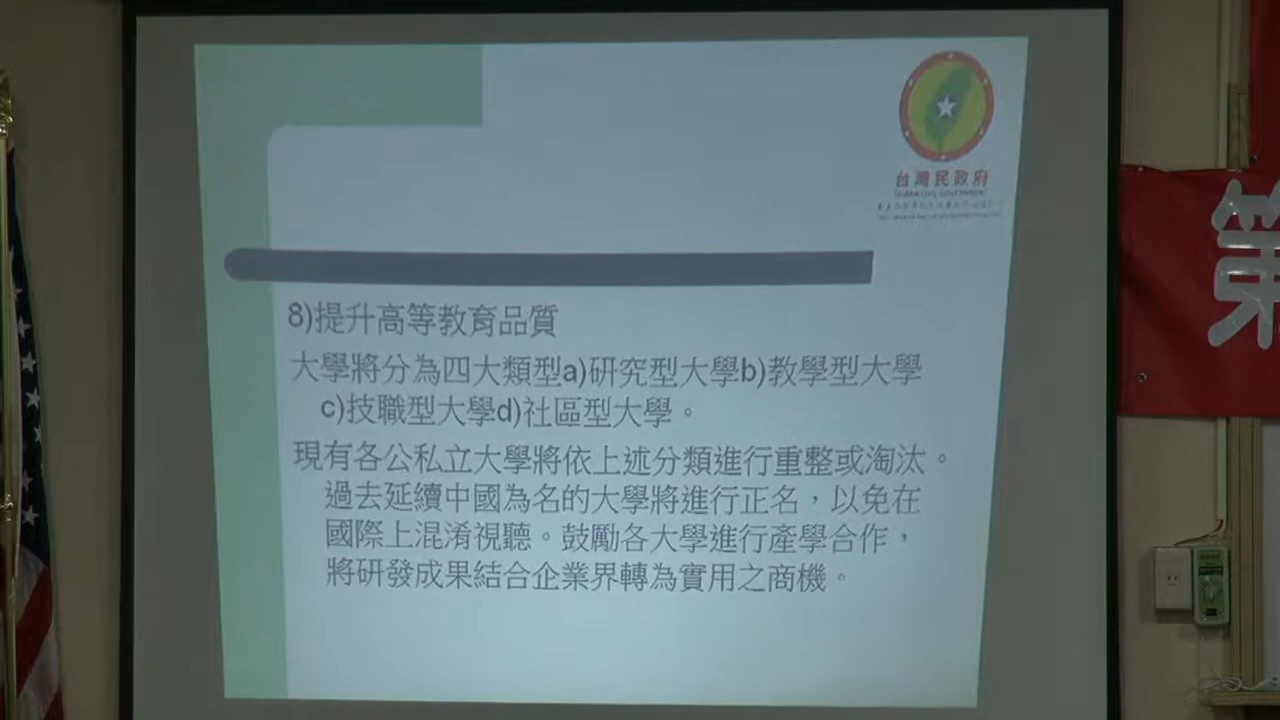 台灣民政府
TAIWAN CIVIL GOVERNMENT
8)提升高等教育品質
大學將分為四大類型a)研究型大學b)教學型大學
c)技職型大學d)社區型大學。
現有各公私立大學將依上述分類進行重整或淘汰。
過去延續中國為名的大學將進行正名，以免在
國際上混淆視聽。鼓勵各大學進行產學合作，
將研發成果結合企業界轉為實用之商機。
第